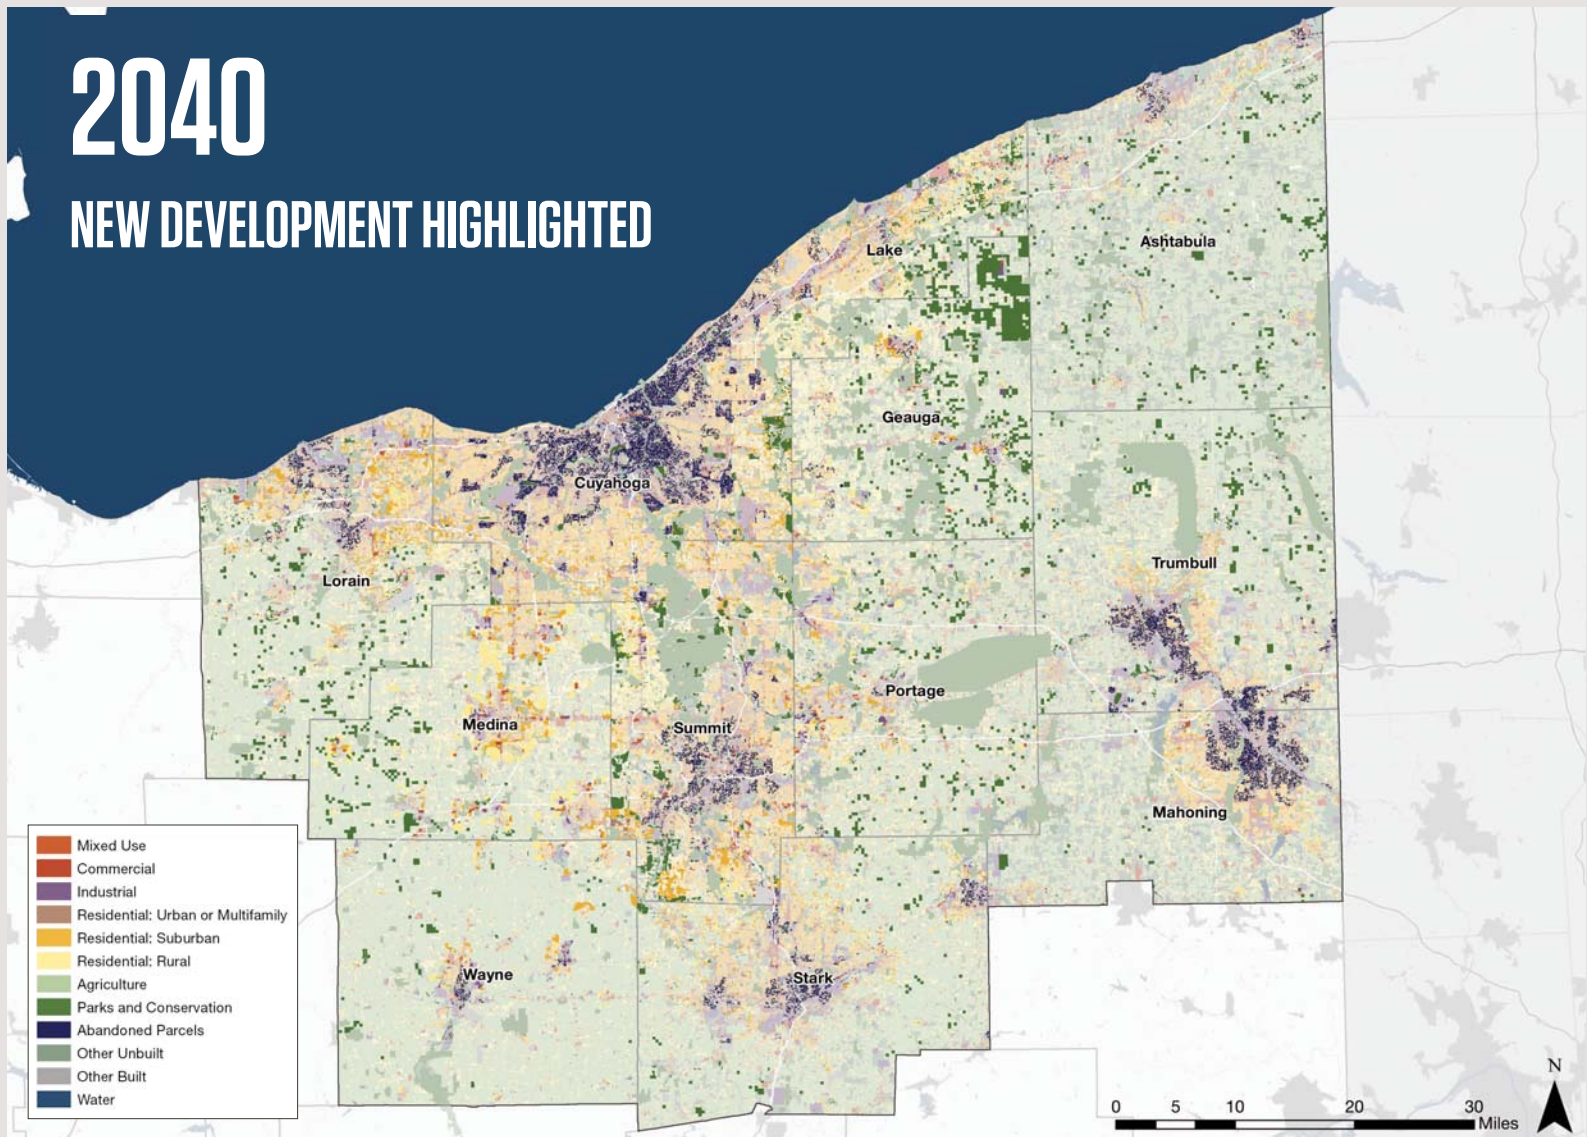 2040
NEW DEVELOPMENT HIGHLIGHTED
Lake
Ashtabula
Geauga
Cuyahoga
Trumbull
Lorain
Portage
Medina
Summit
Mahoning
Wayne
Stark
Mixed Use
Commercial
Industrial
Residential: Urban or Multifamily
Residential: Suburban
Residential: Rural
Agriculture
Parks and Conservation
Abandoned Parcels
Other Unbuilt
Other Built
Water
N
0 5 10 20 30
Miles